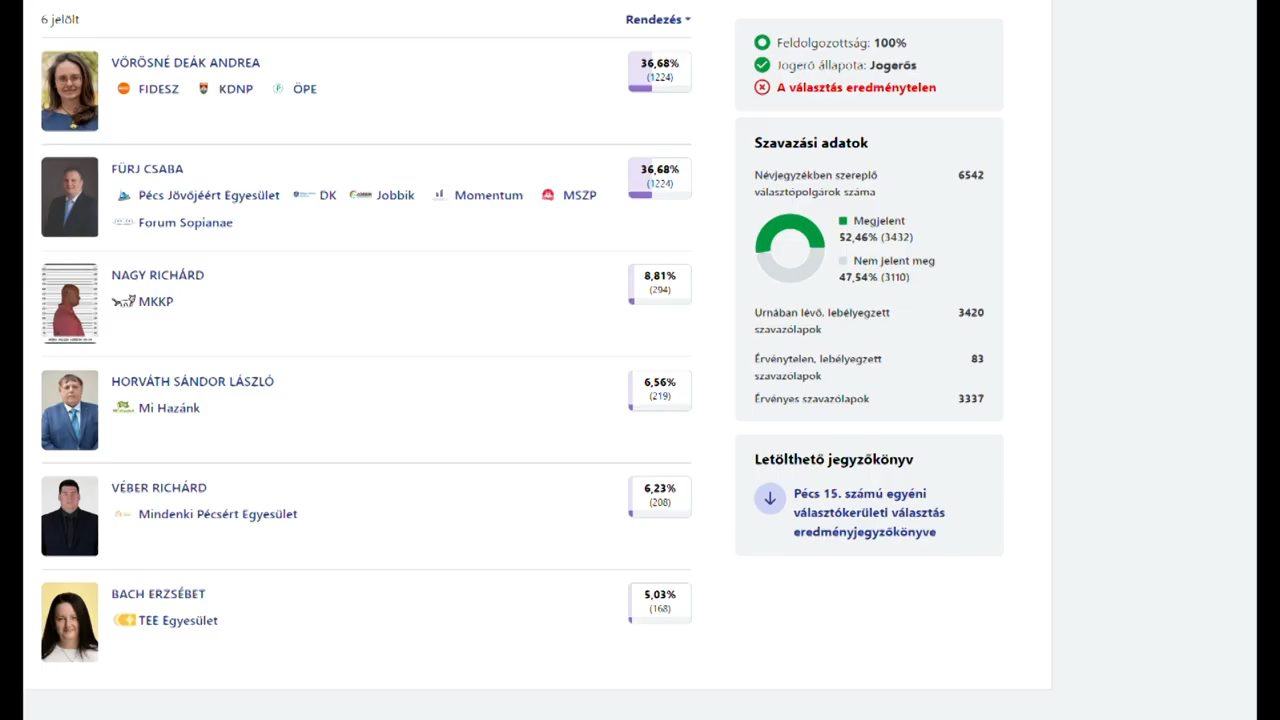 6 jelölt
Rendezés
VÖRÖSNÉ DEÁK ANDREA
FIDESZ KDNP ÖPE
36,68%
(1224)
FÜRJ CSABA
Pécs Jövőjéért Egyesület DK Jobbik Momentum MSZP
Forum Sopianae
36,68%
(1224)
NAGY RICHÁRD
MKKP
8,81%
(294)
HORVÁTH SÁNDOR LÁSZLÓ
Mi Hazánk
6,56%
(219)
VÉBER RICHÁRD
Mindenki Pécsért Egyesület
6,23%
(208)
BACH ERZSÉBET
TEE Egyesület
5,03%
(168)
Feldolgozottság: 100%
Jogerő állapota: Jogerős
A választás eredménytelen
Szavazási adatok
Névjegyzékben szereplő
választópolgárok száma
6542
Megjelent
52,46% (3432)
Nem jelent meg
47,54% (3110)
Urnában lévő, lebélyegzett
szavazólapok
3420
Érvénytelen, lebélyegzett
szavazólapok
83
Érvényes szavazólapok
3337
Letölthető jegyzőkönyv
Pécs 15. számú egyéni
választókerületi választás
eredményjegyzőkönyve